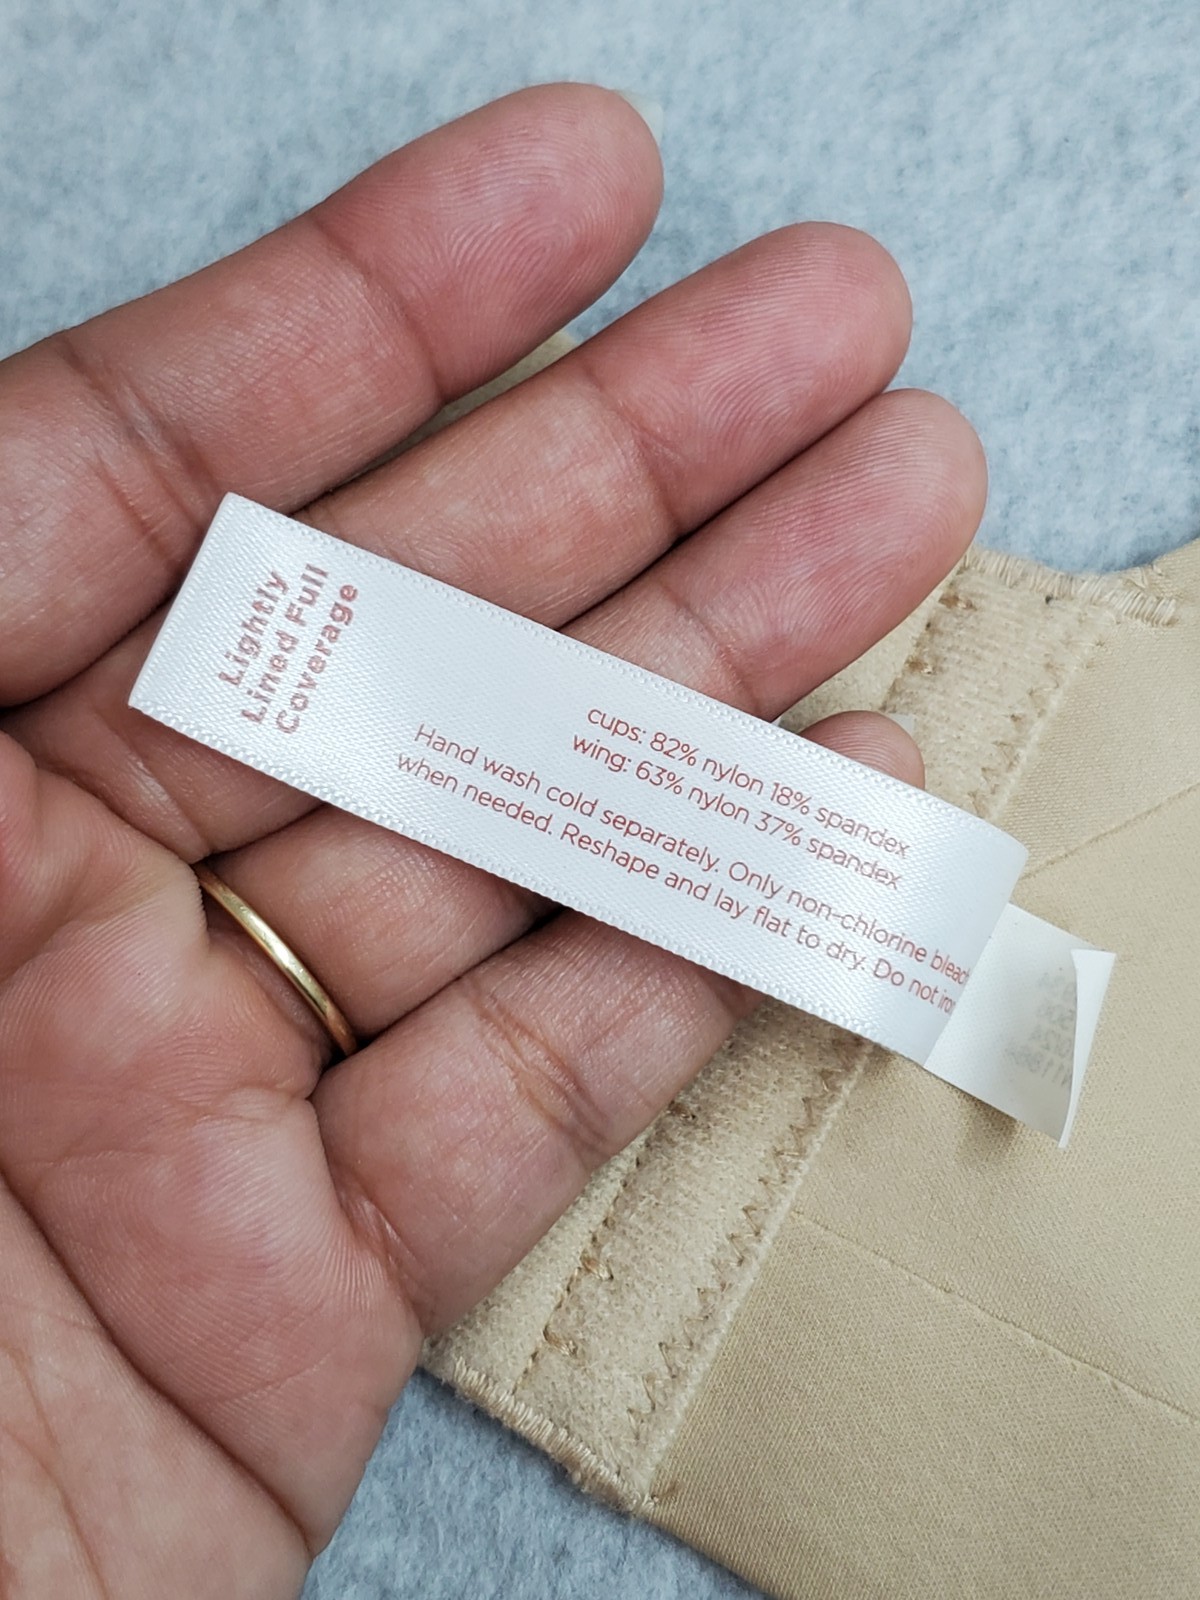 Lightly
Lined Full
Coverage
cups: 82% nylon 18% spandex
wing: 63% nylon 37% spandex
Hand wash cold separately. Only non-chlorine bleach
when needed. Reshape and lay flat to dry. Do not iron